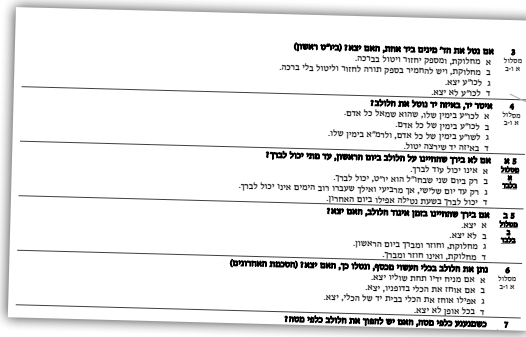 3 אם נטל את הד' מינים ביד אחת, האם יצא? (ביו"ט ראשון)
מסלול א ו-ב
א מחלוקת, ומספק יחזור ויטול בברכה.
ב מחלוקת, ויש להחמיר בספק תורה לחזור וליטול בלי ברכה.
ג לכו"ע יצא.
ד לכו"ע לא יצא.
4 איטר יד, באיזה יד נוטל את הלולב?
מסלול א ו-ב
א לכו"ע בימין שלו, שהוא שמאל כל אדם.
ב לכו"ע בימין של כל אדם.
ג לשו"ע בימין של כל אדם, ולרמ"א בימין שלו.
ד באיזה יד שירצה יטול.
5 א אם לא בירך שהחיינו על הלולב ביום הראשון, עד מתי יכול לברך?
מסלול א בלבד
א אינו יכול עוד לברך.
ב רק ביום שני שבחו"ל הוא יו"ט, יכול לברך.
ג רק עד יום שלישי, אך מרביעי ואילך שעברו רוב הימים אינו יכול לברך.
ד יכול לברך בשעת נטילה אפילו ביום האחרון.
5 ב אם בירך שהחיינו בזמן איגוד הלולב, האם יצא?
מסלול ב בלבד
א יצא.
ב לא יצא.
ג מחלוקת, וחוזר ומברך ביום הראשון.
ד מחלוקת, ואינו חוזר ומברך.
6 נתן את הלולב בכלי העשוי מכסף, ונטלו כך, האם יצא? (הסכמת האחרונים)
מסלול א ו-ב
א אם מניח ידו תחת שוליו יצא.
ב אם אוחז את הכלי בדופניו, יצא.
ג אפילו אוחז את הכלי בבית יד של הכלי, יצא.
ד בכל אופן לא יצא.
7 כשמנענע כלפי מטה, האם יש להפוך את הלולב כלפי מטה?